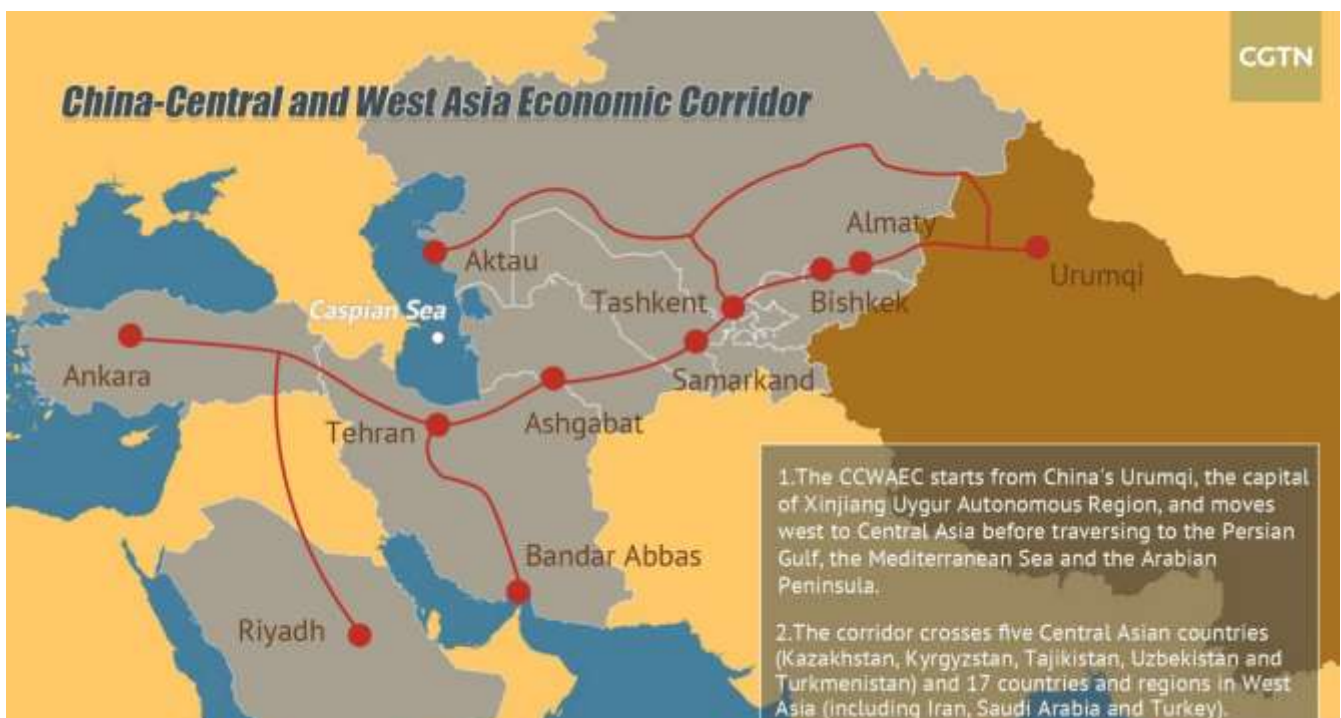 CGTN
China-Central and West Asia Economic Corridor
Almaty
Aktau
Urumqi
Tashkent
Bishkek
Caspian Sea
Ankara
Samarkand
Tehran
Ashgabat
Bandar Abbas
Riyadh
1.The CCWAEC starts from China's Urumqi, the capital
of Xinjiang Uygur Autonomous Region, and moves
west to Central Asia before traversing to the Persian
Gulf, the Mediterranean Sea and the Arabian
Peninsula.
2.The corridor crosses five Central Asian countries
(Kazakhstan, Kyrgyzstan, Tajikistan, Uzbekistan and
Turkmenistan) and 17 countries and regions in West
Asia (including Iran, Saudi Arabia and Turkey).